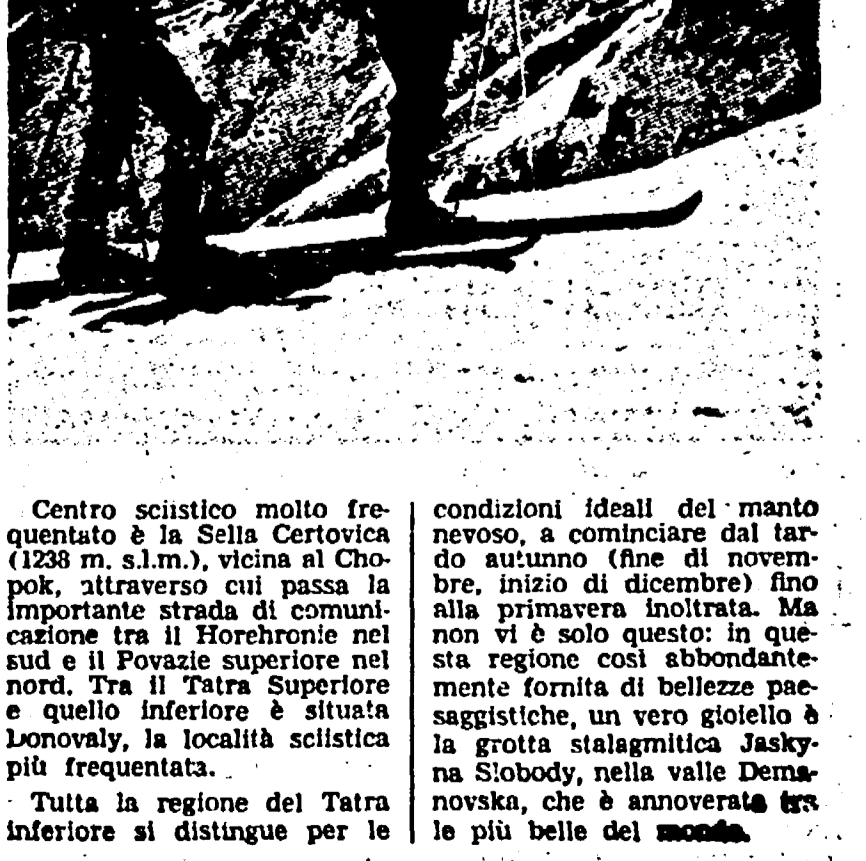 Centro sciistico molto fre-
quentato è la Sella Certovica
(1238 m. s.l.m.), vicina al Cho-
pok, attraverso cui passa la
importante strada di comuni-
cazione tra il Horehronie nel
sud e il Povazie superiore nel
nord. Tra il Tatra Superiore
e quello inferiore è situata
Donovaly, la località sciistica
più frequentata.
Tutta la regione del Tatra
inferiore si distingue per le
condizioni ideali del manto
nevoso, a cominciare dal tar-
do autunno (fine di novem-
bre, inizio di dicembre) fino
alla primavera inoltrata. Ma
non vi è solo questo: in que-
sta regione così abbondante-
mente fornita di bellezze pae-
saggistiche, un vero gioiello è
la grotta stalagmitica Jasky-
na Slobody, nella valle Dema-
novska, che è annoverata tra
le più belle del mondo.